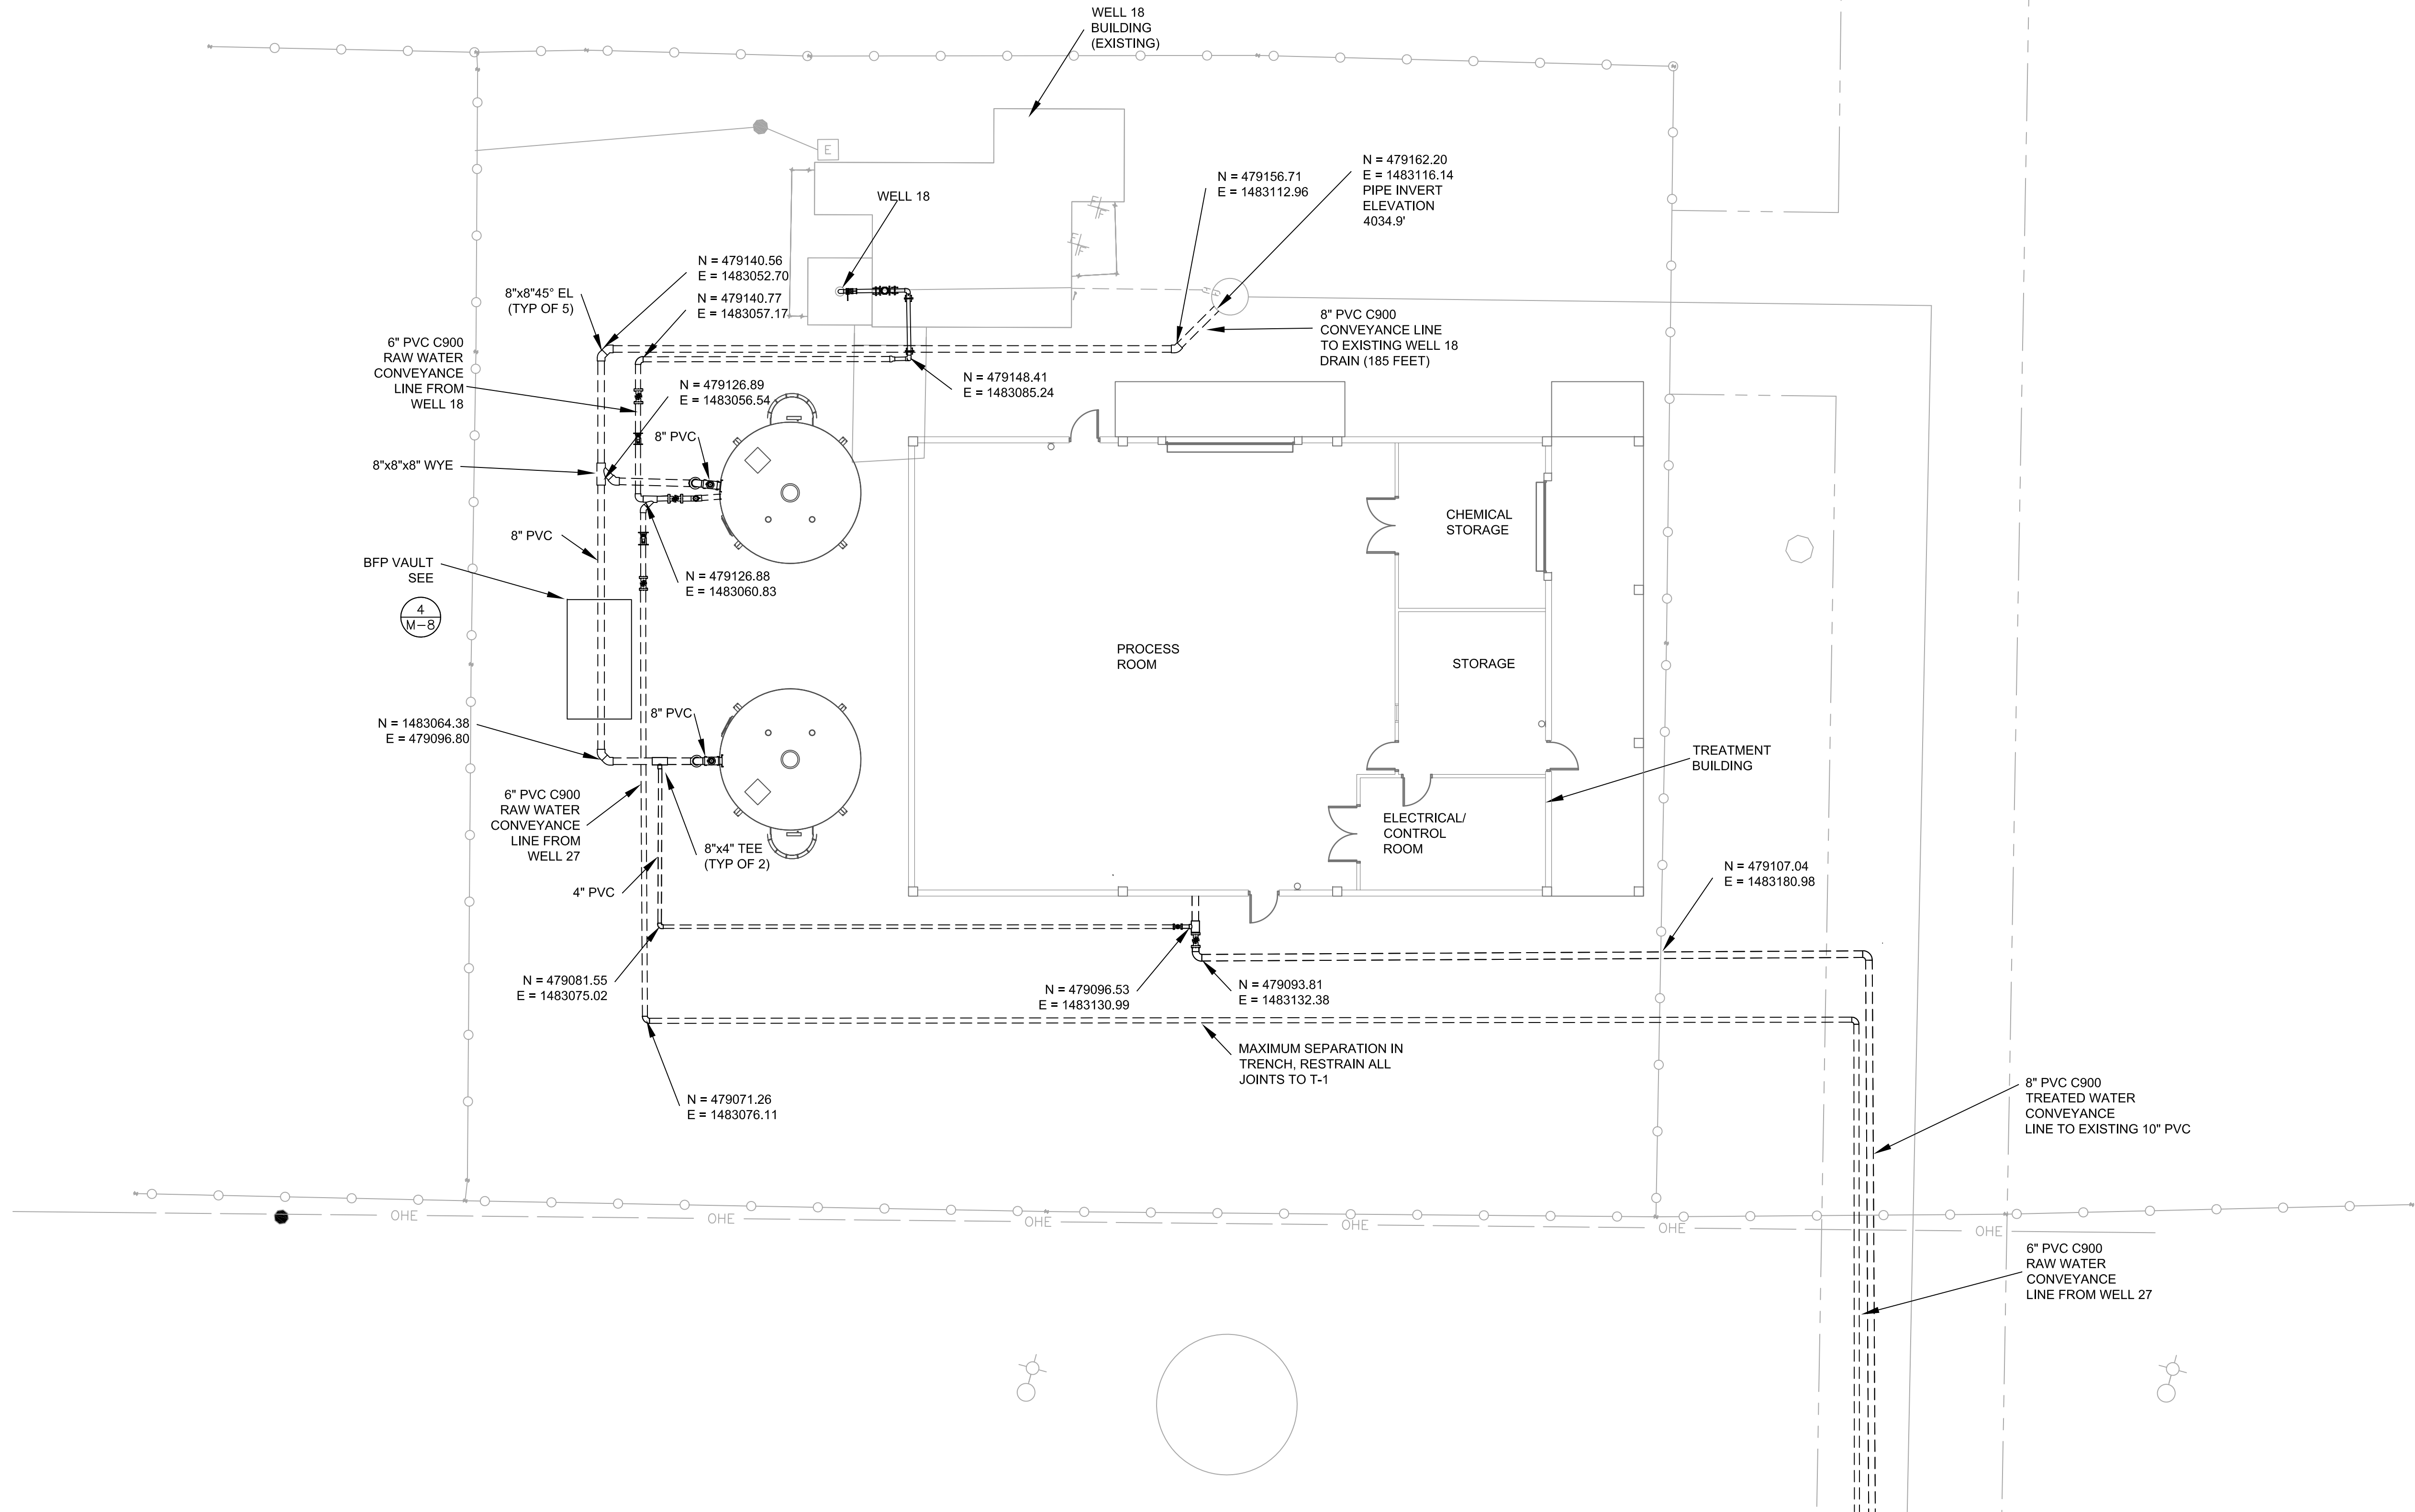 WELL 18
BUILDING
(EXISTING)
E
WELL 18
N = 479156.71
E = 1483112.96
N = 479162.20
E = 1483116.14
PIPE INVERT
ELEVATION
4034.9'
N = 479140.56
E = 1483052.70
8"x8"45° EL
(TYP OF 5)
N = 479140.77
E = 1483057.17
6" PVC C900
RAW WATER
CONVEYANCE
LINE FROM
WELL 18
8" PVC C900
CONVEYANCE LINE
TO EXISTING WELL 18
DRAIN (185 FEET)
N = 479148.41
E = 1483085.24
N = 479126.89
E = 1483056.54
8" PVC
8"x8"x8" WYE
8" PVC
BFP VAULT
SEE
4
M-8
N = 479126.88
E = 1483060.83
CHEMICAL
STORAGE
PROCESS
ROOM
STORAGE
N = 1483064.38
E = 479096.80
8" PVC
TREATMENT
BUILDING
6" PVC C900
RAW WATER
CONVEYANCE
LINE FROM
WELL 27
8"x4" TEE
(TYP OF 2)
ELECTRICAL/
CONTROL
ROOM
4" PVC
N = 479107.04
E = 1483180.98
N = 479081.55
E = 1483075.02
N = 479096.53
E = 1483130.99
N = 479093.81
E = 1483132.38
MAXIMUM SEPARATION IN
TRENCH, RESTRAIN ALL
JOINTS TO T-1
N = 479071.26
E = 1483076.11
8" PVC C900
TREATED WATER
CONVEYANCE
LINE TO EXISTING 10" PVC
OHE
OHE
OHE
OHE
OHE
OHE
6" PVC C900
RAW WATER
CONVEYANCE
LINE FROM WELL 27